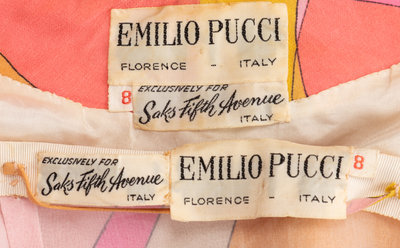 EMILIO PUCCI
FLORENCE - ITALY
8
EXCLUSIVELY FOR
Saks Fifth Avenue
ITALY
EXCLUSIVELY FOR
Saks Fifth Avenue
ITALY
EMILIO PUCCI
FLORENCE - ITALY
8